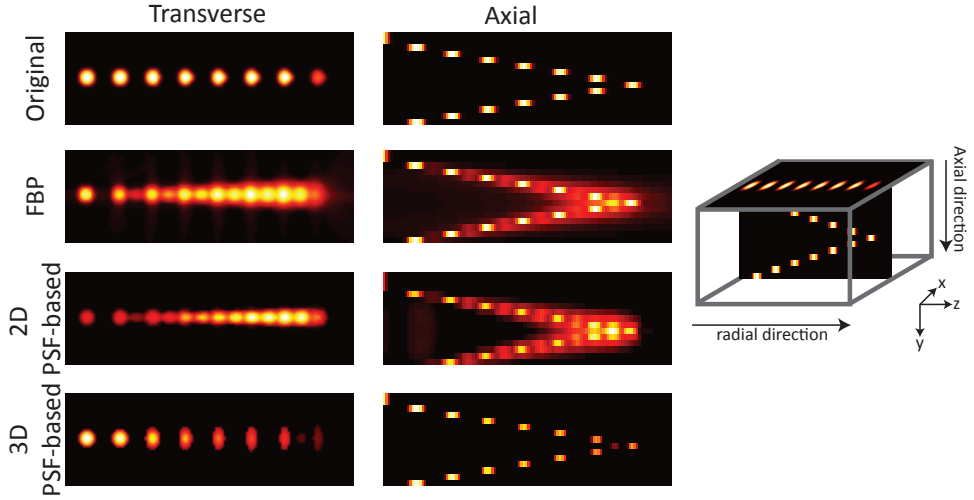 Transverse
Axial
Original
FBP
2D
PSF-based
3D
PSF-based
Axial direction
radial direction
x
z
y